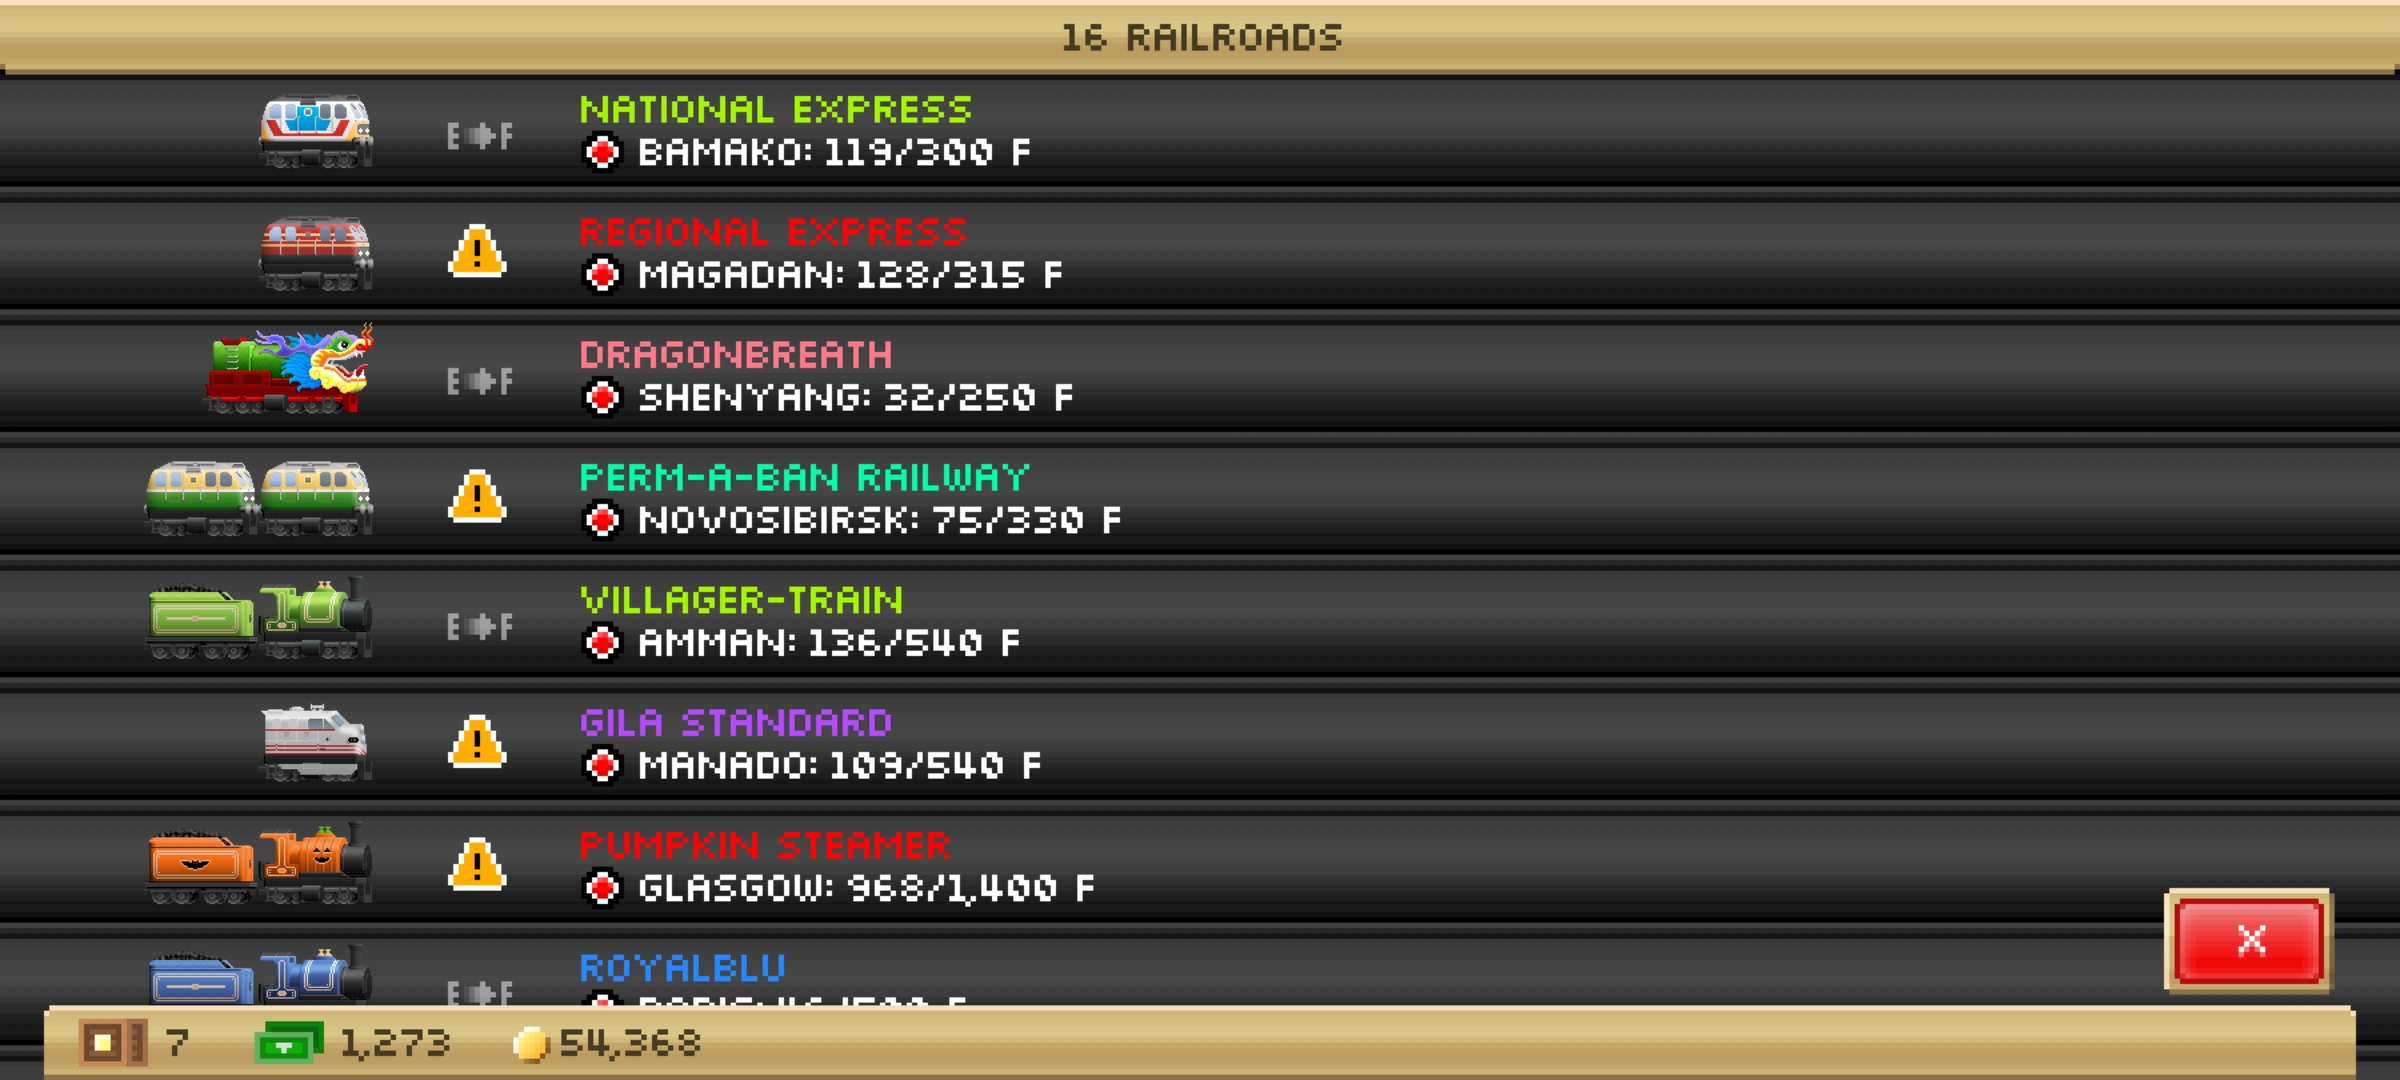 16 RAILROADS
NATIONAL EXPRESS
E F
BAMAKO: 119/300 F
REGIONAL EXPRESS
MAGADAN: 128/315 F
DRAGONBREATH
E F
SHENYANG: 32/250 F
PERM-A-BAN RAILWAY
NOVOSIBIRSK: 75/330 F
VILLAGER-TRAIN
E F
AMMAN: 136/540 F
GILA STANDARD
MANADO: 109/540 F
PUMPKIN STEAMER
GLASGOW: 968/1,400 F
ROYALBLU
E F
X
7 1,273 54,368